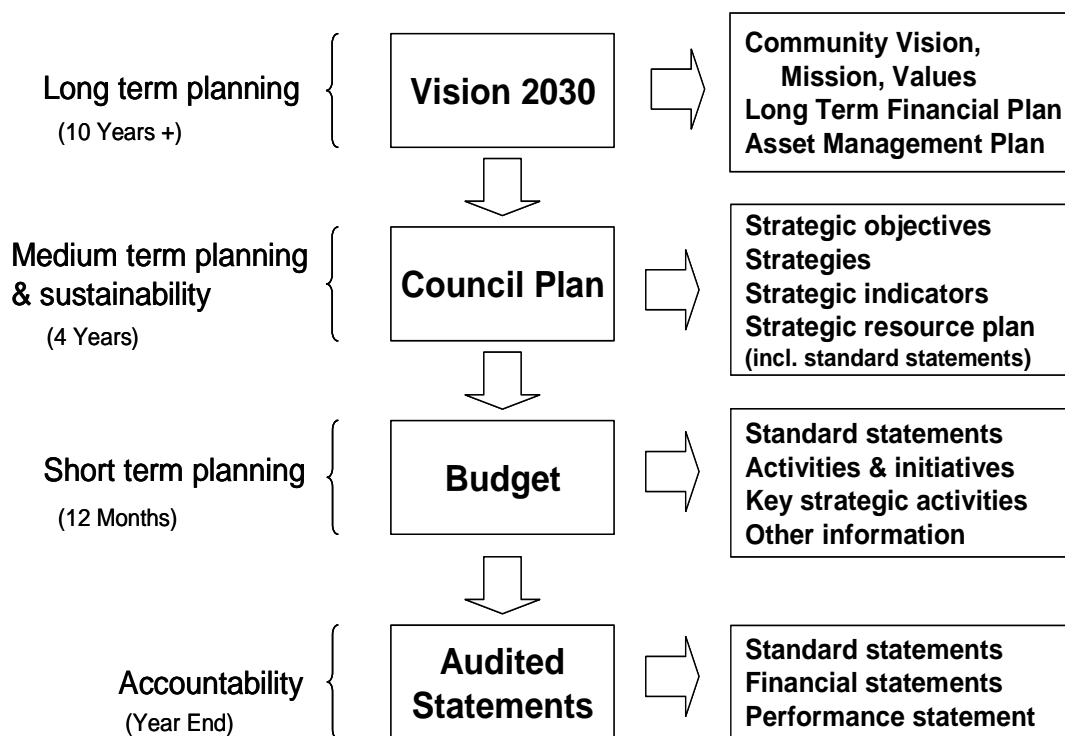 Long term planning
(10 Years +)
Vision 2030
Community Vision,
Mission, Values
Long Term Financial Plan
Asset Management Plan
Medium term planning
& sustainability
(4 Years)
Council Plan
Strategic objectives
Strategies
Strategic indicators
Strategic resource plan
(incl. standard statements)
Short term planning
(12 Months)
Budget
Standard statements
Activities & initiatives
Key strategic activities
Other information
Accountability
(Year End)
Audited
Statements
Standard statements
Financial statements
Performance statement